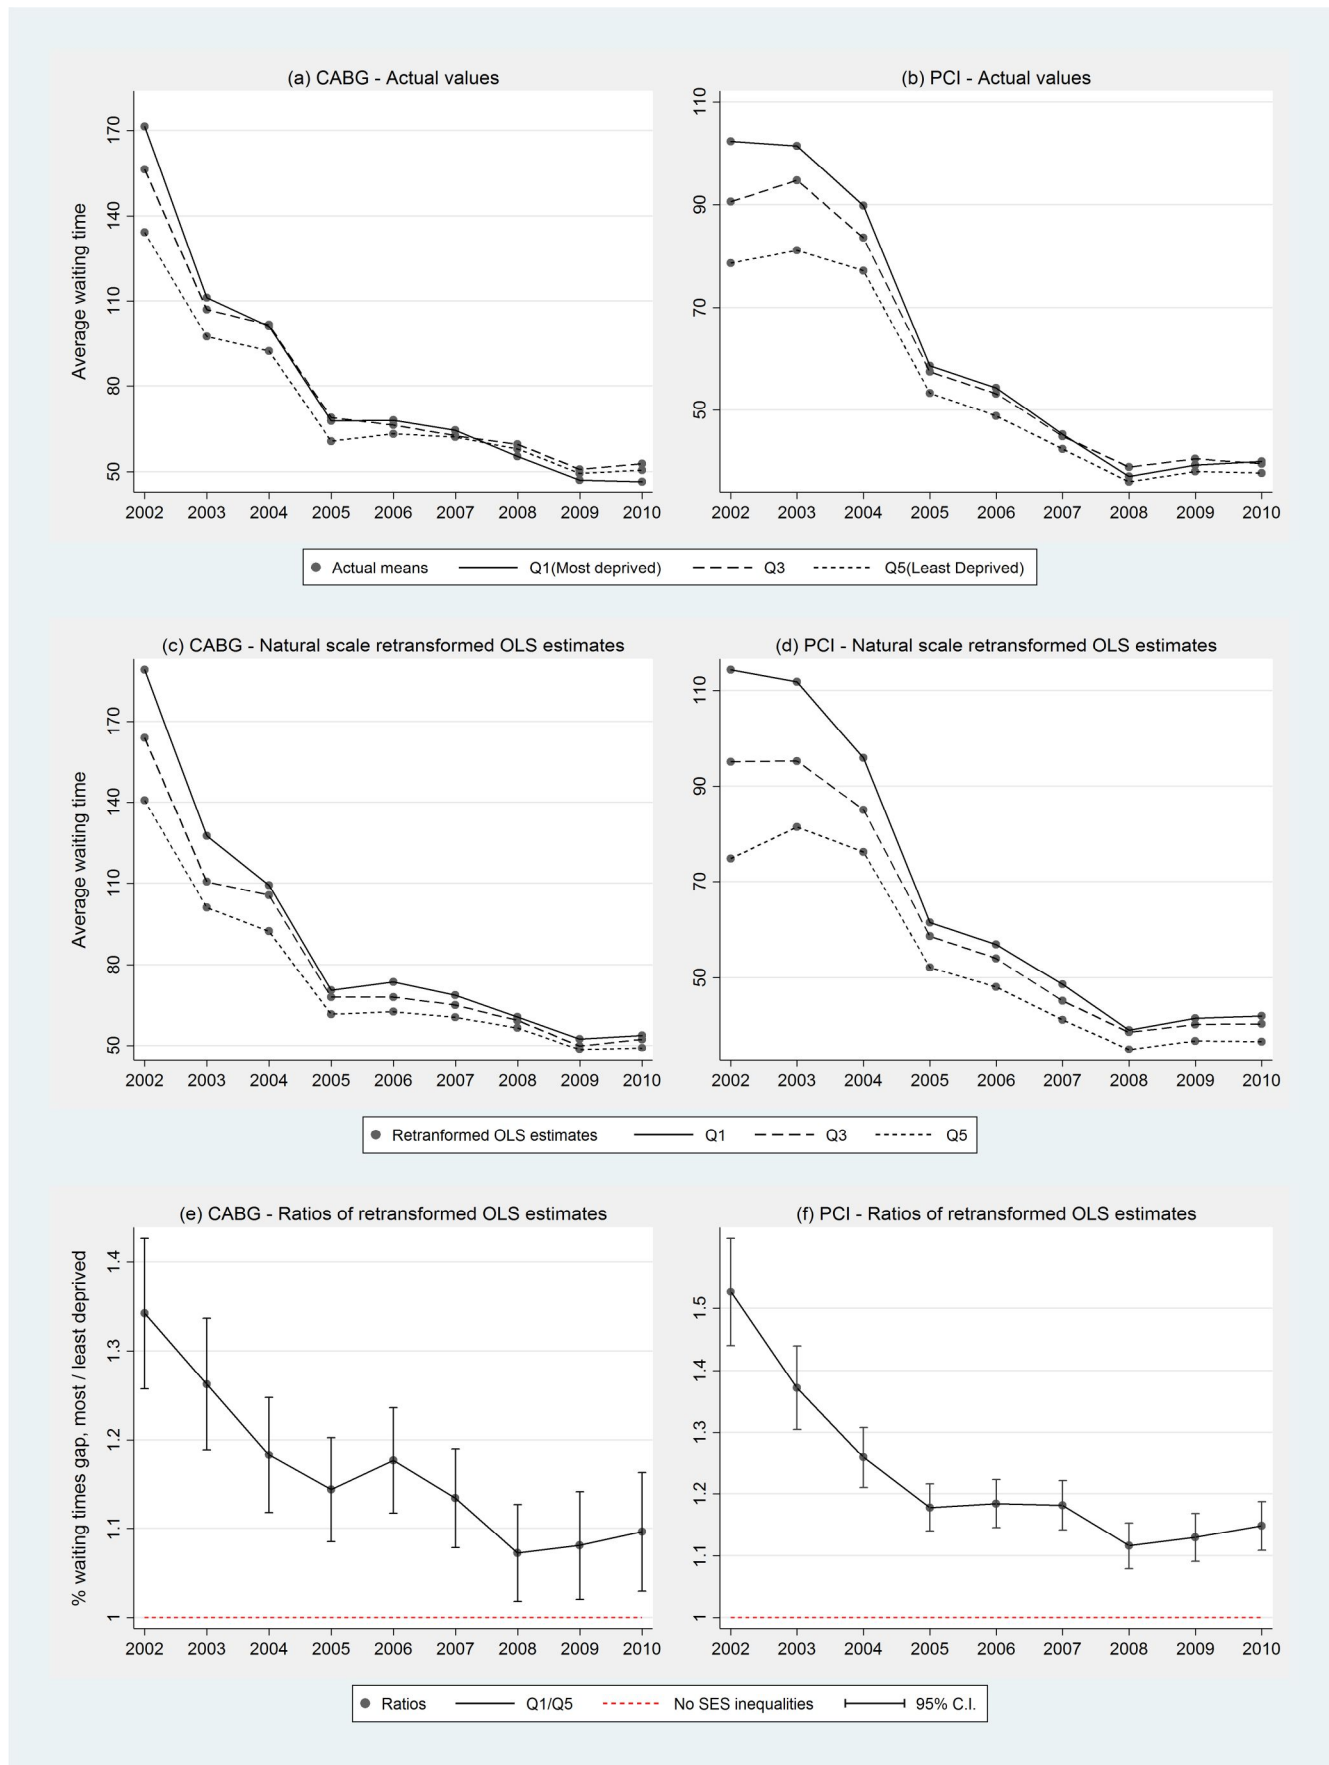 (a) CABG - Actual values
Average waiting time
170
140
110
80
50
2002 2003 2004 2005 2006 2007 2008 2009 2010
(b) PCI - Actual values
110
90
70
50
2002 2003 2004 2005 2006 2007 2008 2009 2010
Actual means Q1(Most deprived) Q3 Q5(Least Deprived)
(c) CABG - Natural scale retransformed OLS estimates
Average waiting time
170
140
110
80
50
2002 2003 2004 2005 2006 2007 2008 2009 2010
(d) PCI - Natural scale retransformed OLS estimates
110
90
70
50
2002 2003 2004 2005 2006 2007 2008 2009 2010
Retranformed OLS estimates Q1 Q3 Q5
(e) CABG - Ratios of retransformed OLS estimates
% waiting times gap, most / least deprived
1.4
1.3
1.2
1.1
1
2002 2003 2004 2005 2006 2007 2008 2009 2010
(f) PCI - Ratios of retransformed OLS estimates
1.5
1.4
1.3
1.2
1.1
1
2002 2003 2004 2005 2006 2007 2008 2009 2010
Ratios Q1/Q5 No SES inequalities 95% C.I.